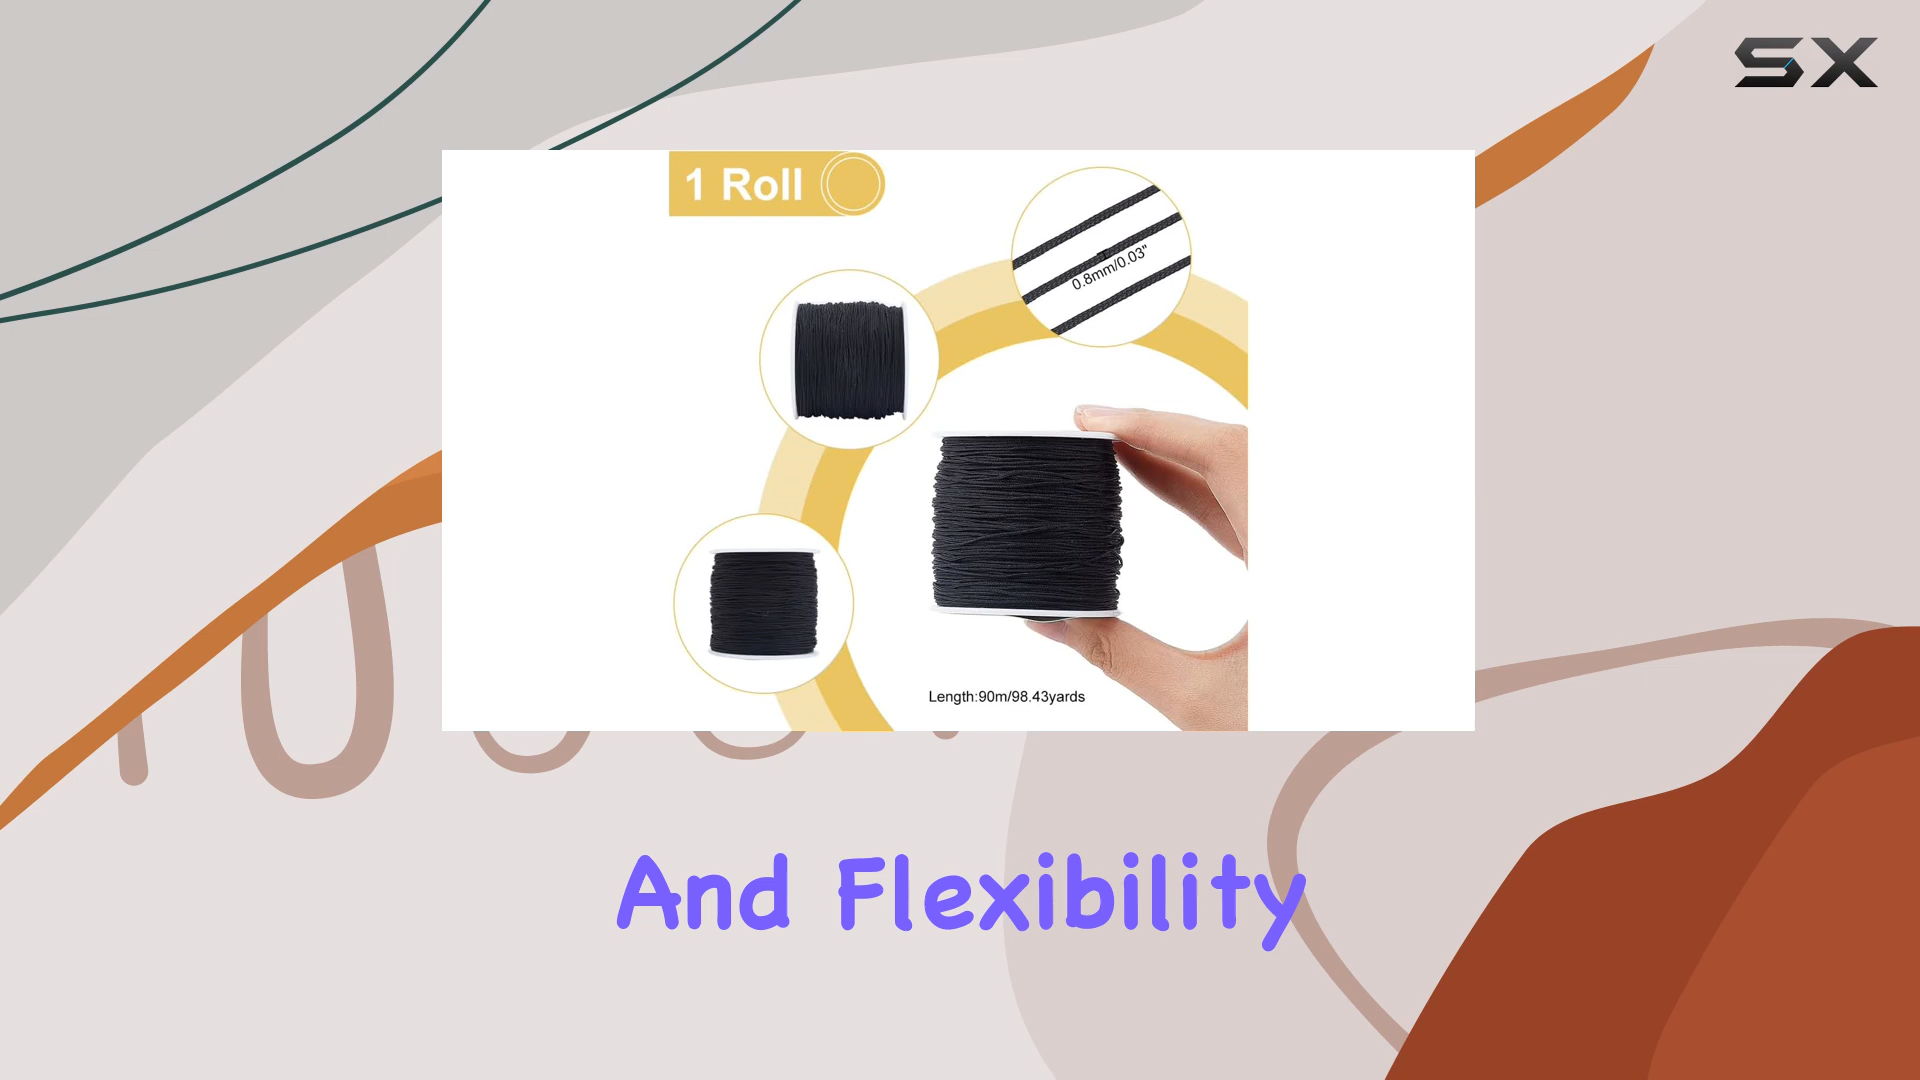 SX
1 Roll
0.8mm/0.03"
Length:90m/98.43yards
And Flexibility